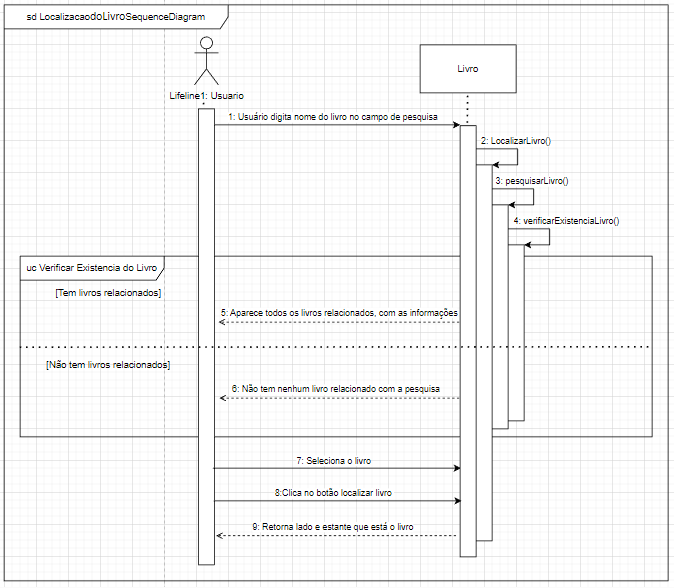 sd LocalizacaodoLivroSequenceDiagram
Livro
Lifeline1: Usuario
1: Usuário digita nome do livro no campo de pesquisa
2: LocalizarLivro()
3: pesquisarLivro()
4: verificarExistenciaLivro()
uc Verificar Existencia do Livro
[Tem livros relacionados]
5: Aparece todos os livros relacionados, com as informações
[Não tem livros relacionados]
6: Não tem nenhum livro relacionado com a pesquisa
7: Seleciona o livro
8:Clica no botão localizar livro
9: Retorna lado e estante que está o livro